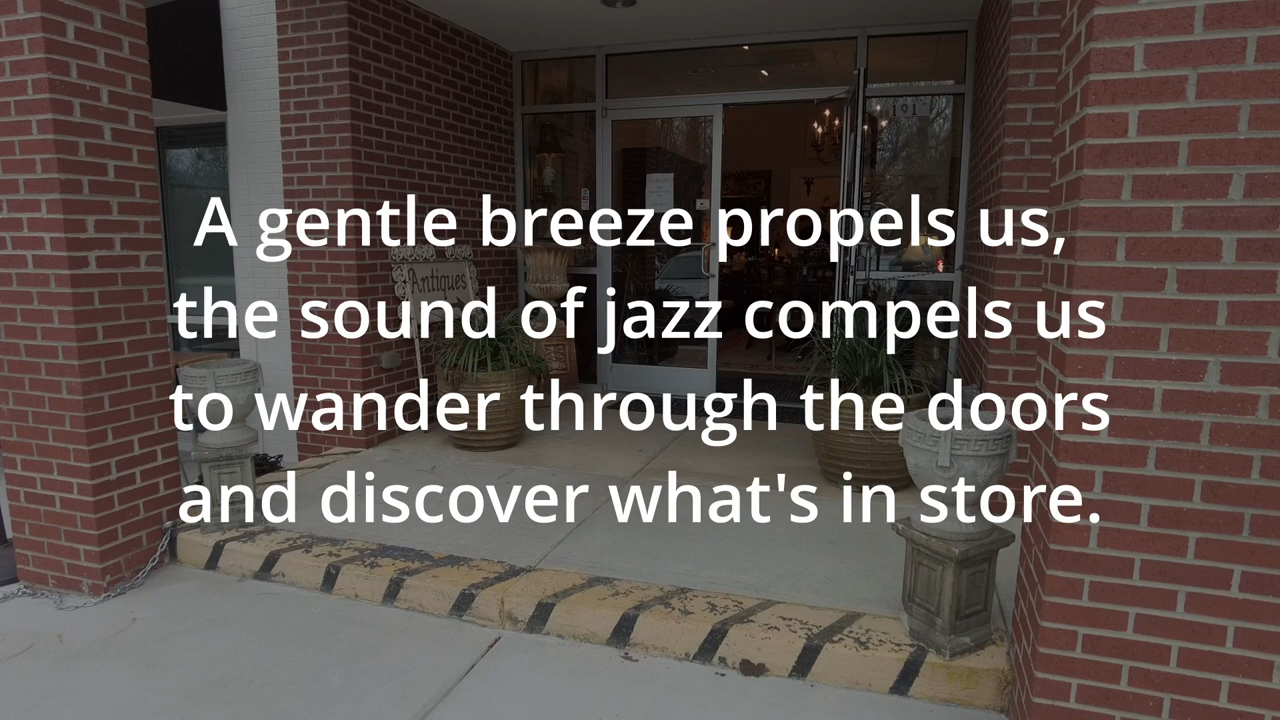 A gentle breeze propels us,
the sound of jazz compels us
to wander through the doors
and discover what's in store.
Antiques
191